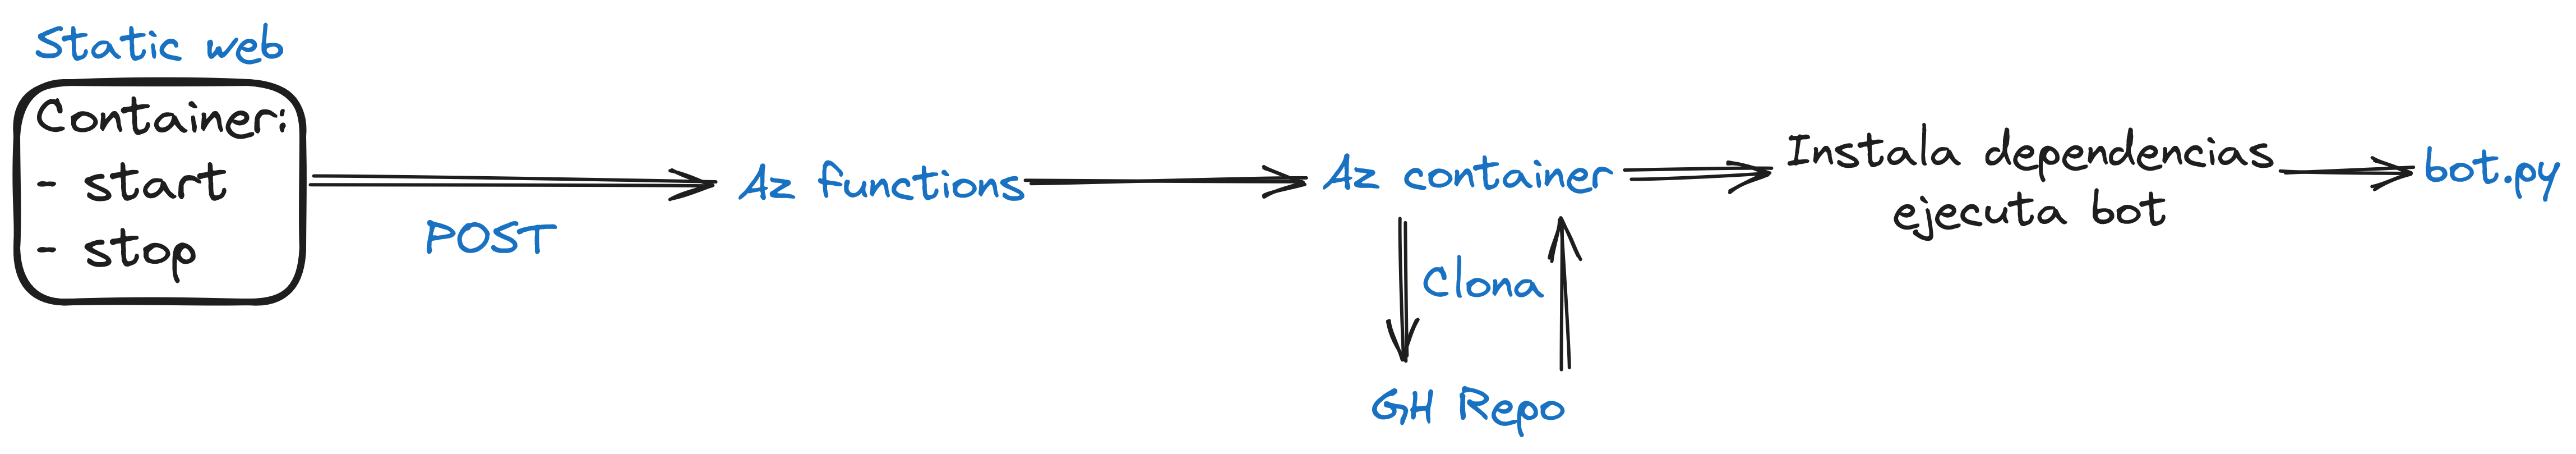 Static web
Container:
- start
- stop
POST
Az functions
Az container
Clona
GH Repo
Instala dependencias
ejecuta bot
bot.py